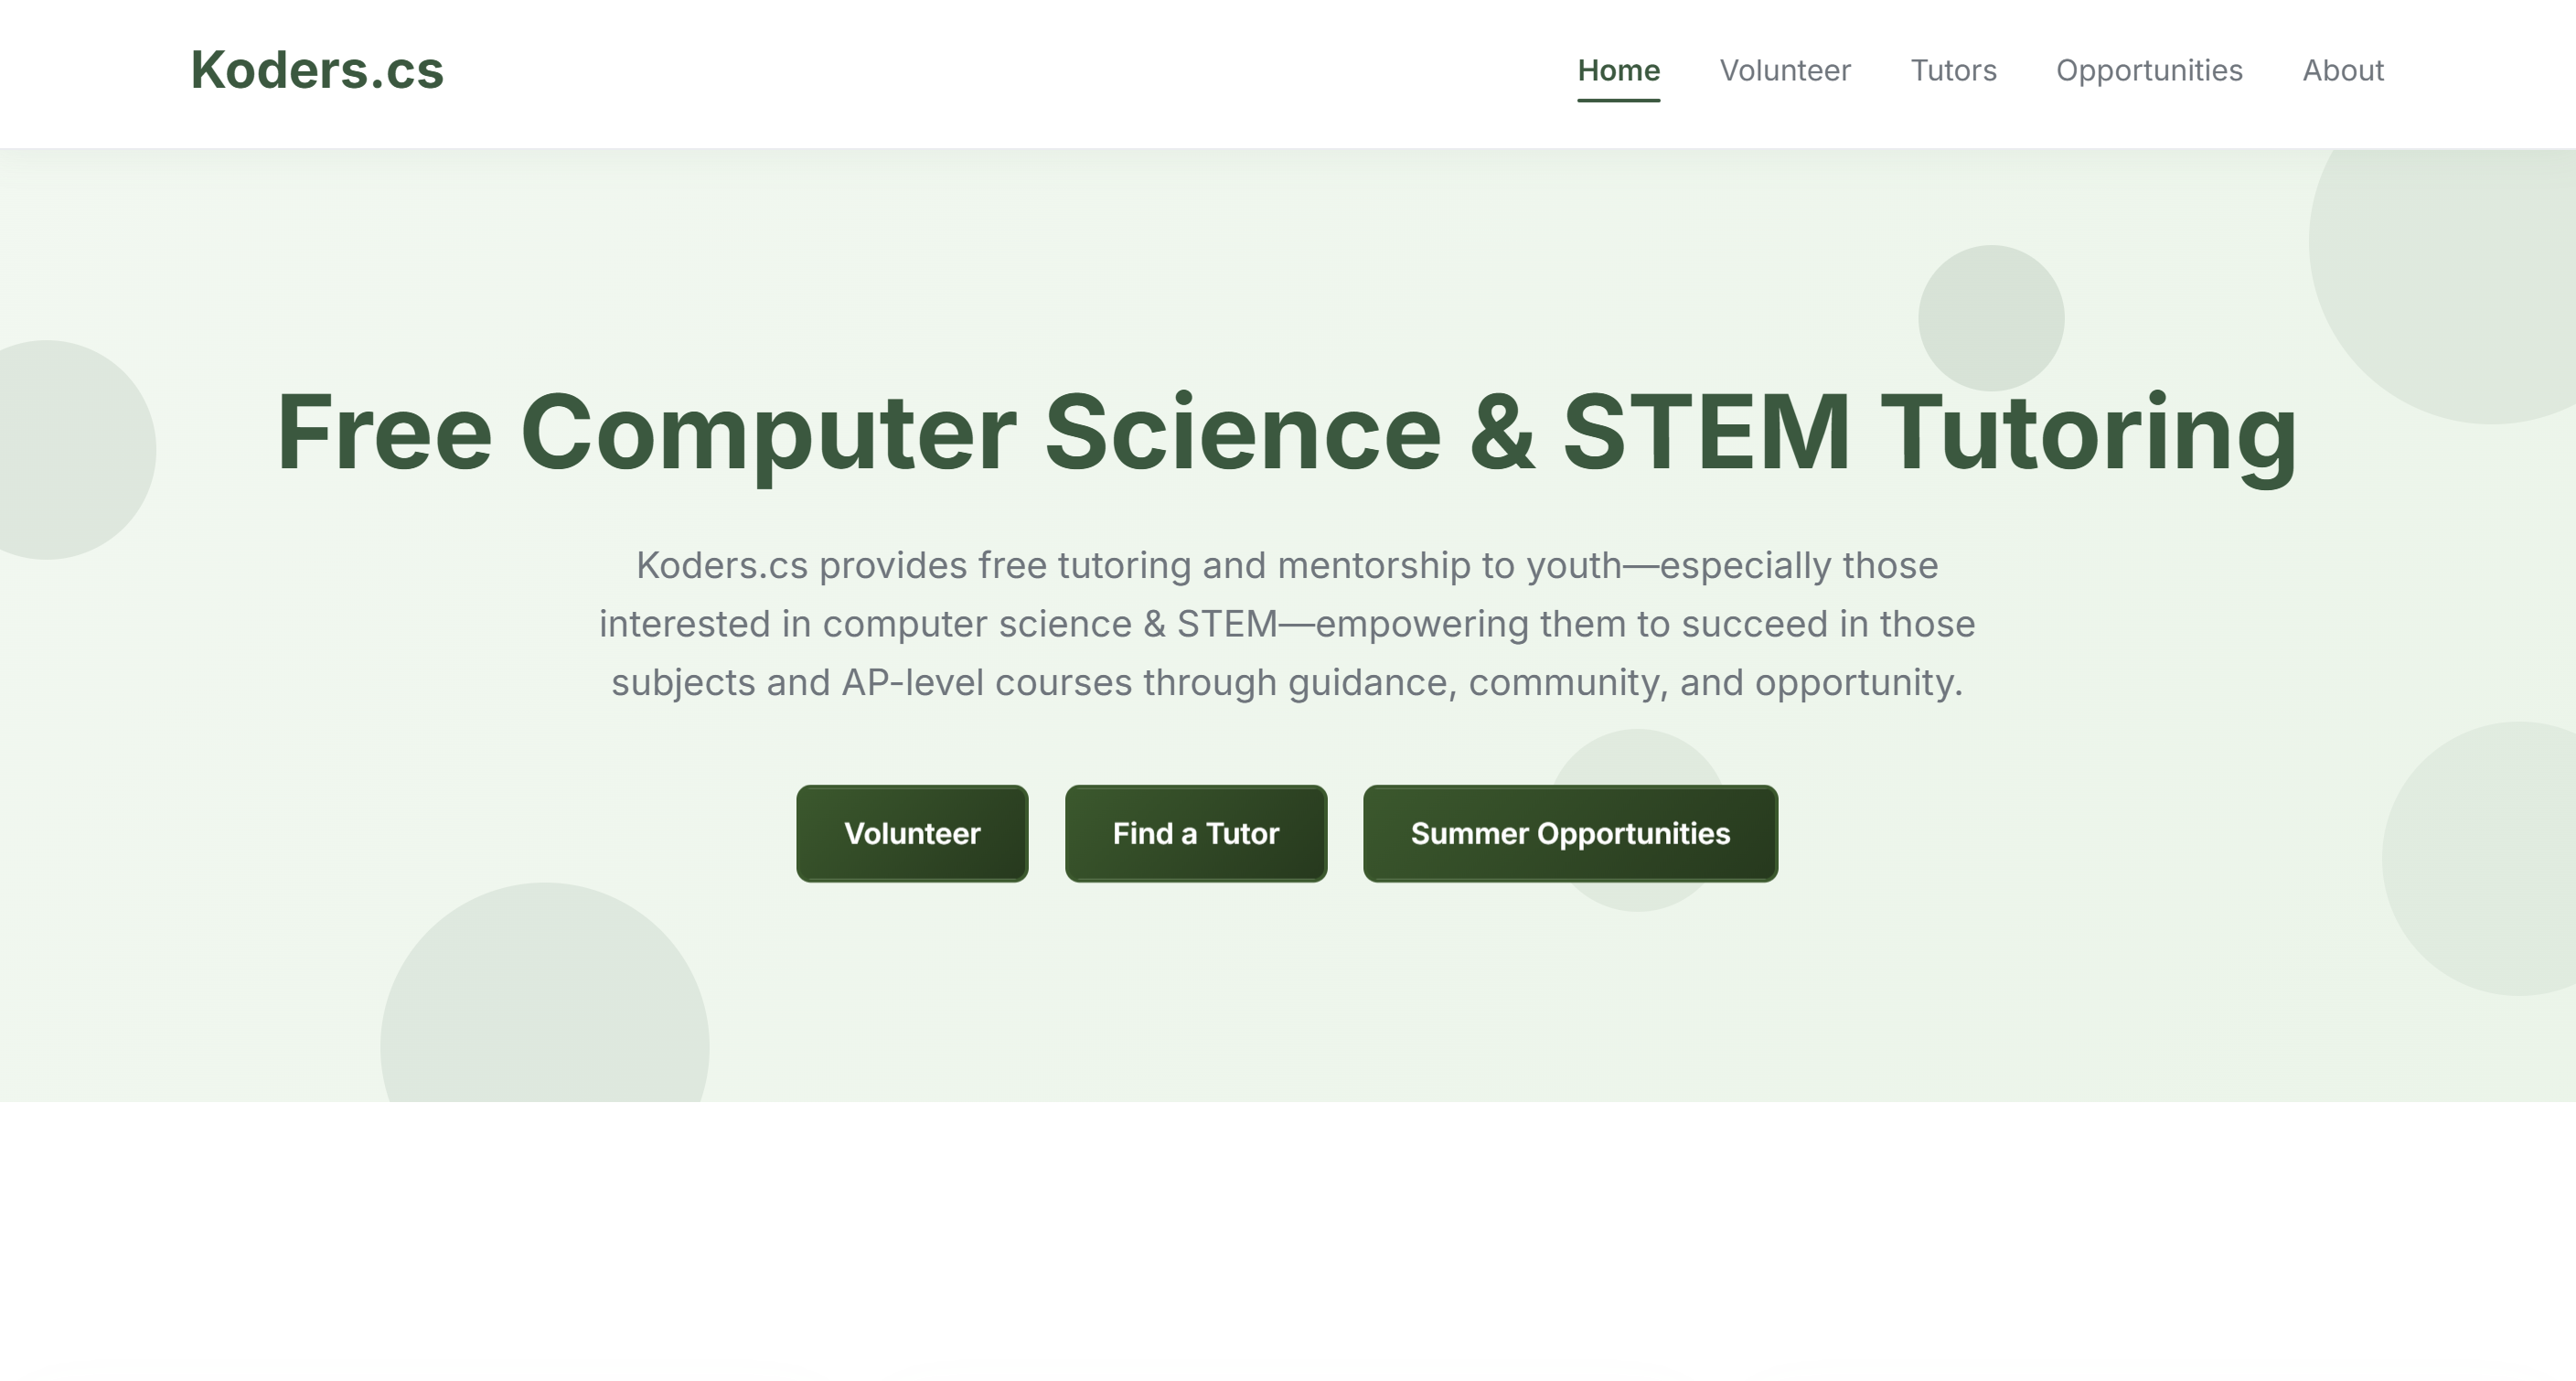 Koders.cs
Home Volunteer Tutors Opportunities About
Free Computer Science & STEM Tutoring
Koders.cs provides free tutoring and mentorship to youth—especially those
interested in computer science & STEM—empowering them to succeed in those
subjects and AP-level courses through guidance, community, and opportunity.
Volunteer Find a Tutor Summer Opportunities